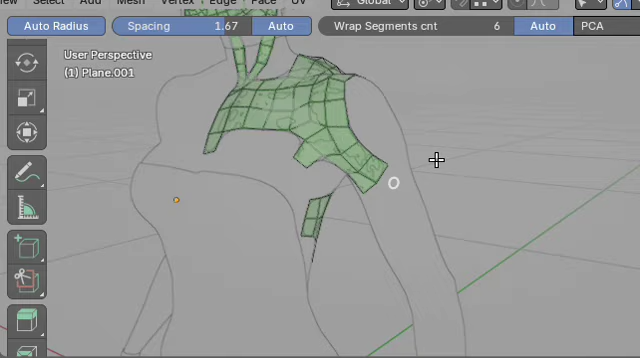 Select Add Mesh Vertex Edge Face UV Global
Auto Radius Spacing 1.67 Auto Wrap Segments cnt 6 Auto PCA
User Perspective
(1) Plane.001